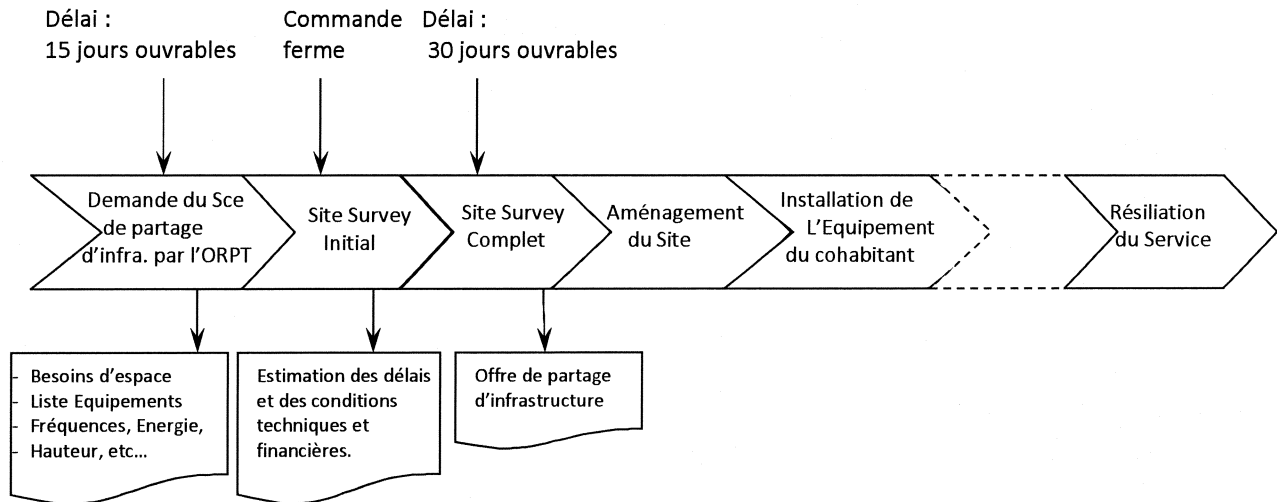 Délai :
15 jours ouvrables
Commande
ferme
Délai :
30 jours ouvrables
Demande du Sce
de partage
d'infra. par l'ORPT
Site Survey
Initial
Site Survey
Complet
Aménagement
du Site
Installation de
L'Equipement
du cohabitant
Résiliation
du Service
- Besoins d'espace
- Liste Equipements
- Fréquences, Energie,
- Hauteur, etc...
Estimation des délais
et des conditions
techniques et
financières.
Offre de partage
d'infrastructure